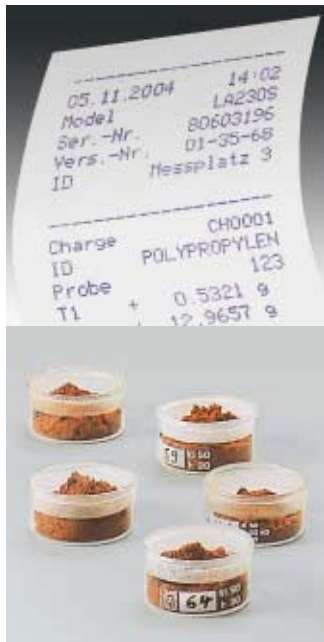 05.11.2004 14:02
Model LA230S
Ser.-Nr. 80603196
Vers.-Nr. 01-35-68
ID Messplatz 3
Charge CH0001
ID POLYPROPYLEN
Probe 123
T1 + 0.5321 g
12.9657 g
64